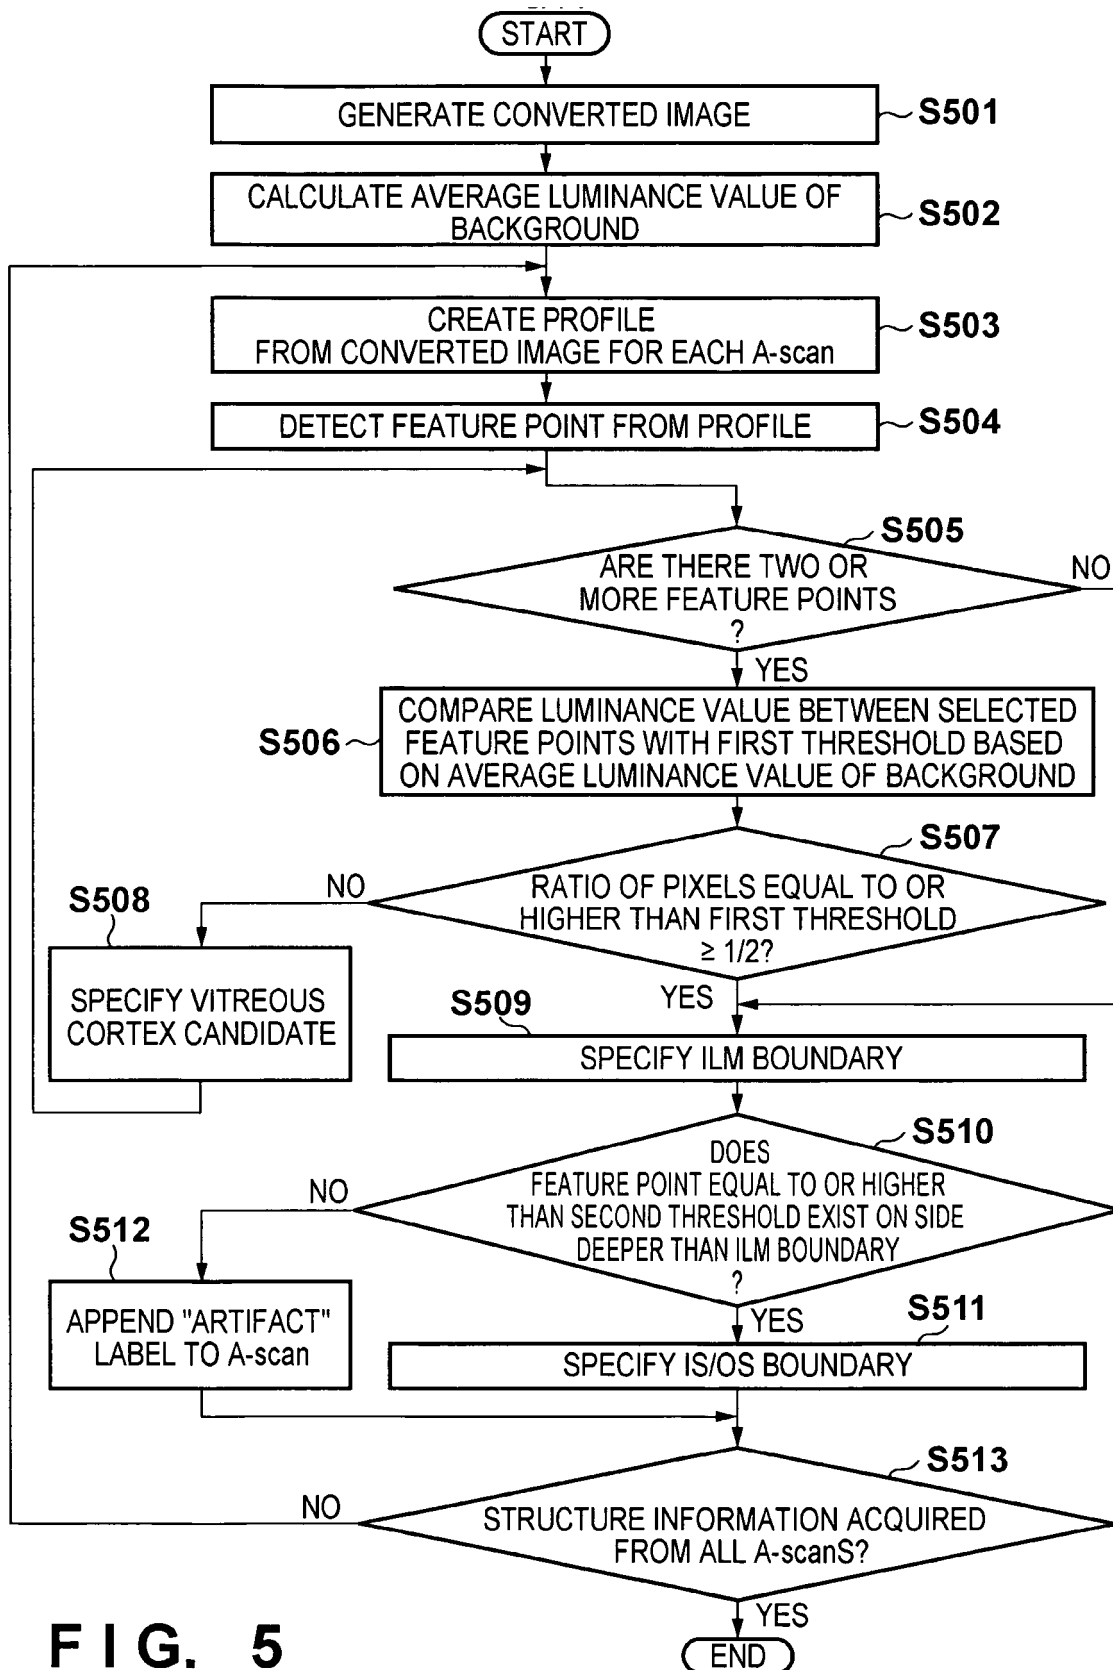 START
GENERATE CONVERTED IMAGE
S501
CALCULATE AVERAGE LUMINANCE VALUE OF
BACKGROUND
S502
CREATE PROFILE
FROM CONVERTED IMAGE FOR EACH A-scan
S503
DETECT FEATURE POINT FROM PROFILE
S504
S505
ARE THERE TWO OR
MORE FEATURE POINTS
?
NO
YES
S506
COMPARE LUMINANCE VALUE BETWEEN SELECTED
FEATURE POINTS WITH FIRST THRESHOLD BASED
ON AVERAGE LUMINANCE VALUE OF BACKGROUND
S507
RATIO OF PIXELS EQUAL TO OR
HIGHER THAN FIRST THRESHOLD
≥ 1/2?
NO
YES
S508
SPECIFY VITREOUS
CORTEX CANDIDATE
S509
SPECIFY ILM BOUNDARY
S510
DOES
FEATURE POINT EQUAL TO OR HIGHER
THAN SECOND THRESHOLD EXIST ON SIDE
DEEPER THAN ILM BOUNDARY
?
NO
YES
S512
APPEND "ARTIFACT"
LABEL TO A-scan
S511
SPECIFY IS/OS BOUNDARY
S513
STRUCTURE INFORMATION ACQUIRED
FROM ALL A-scanS?
NO
YES
END
FIG. 5